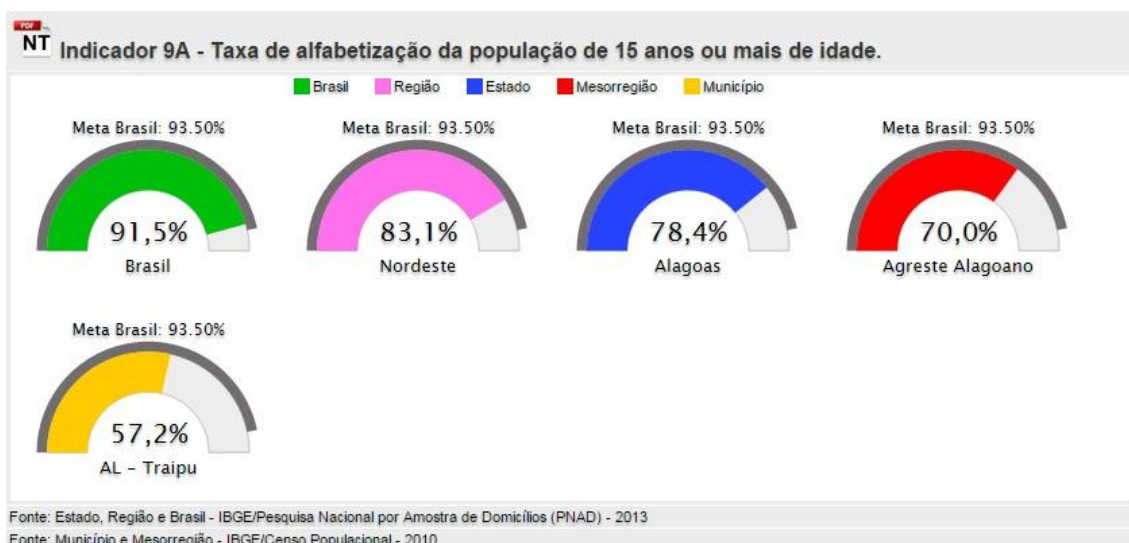 PDF
NT
Indicador 9A - Taxa de alfabetização da população de 15 anos ou mais de idade.
Brasil Região Estado Mesorregião Município
Meta Brasil: 93.50% Meta Brasil: 93.50% Meta Brasil: 93.50% Meta Brasil: 93.50%
91,5% 83,1% 78,4% 70,0%
Brasil Nordeste Alagoas Agreste Alagoano
Meta Brasil: 93.50%
57,2%
AL - Traipu
Fonte: Estado, Região e Brasil - IBGE/Pesquisa Nacional por Amostra de Domicílios (PNAD) - 2013
Fonte: Município e Mesorregião - IBGE/Censo Populacional - 2010